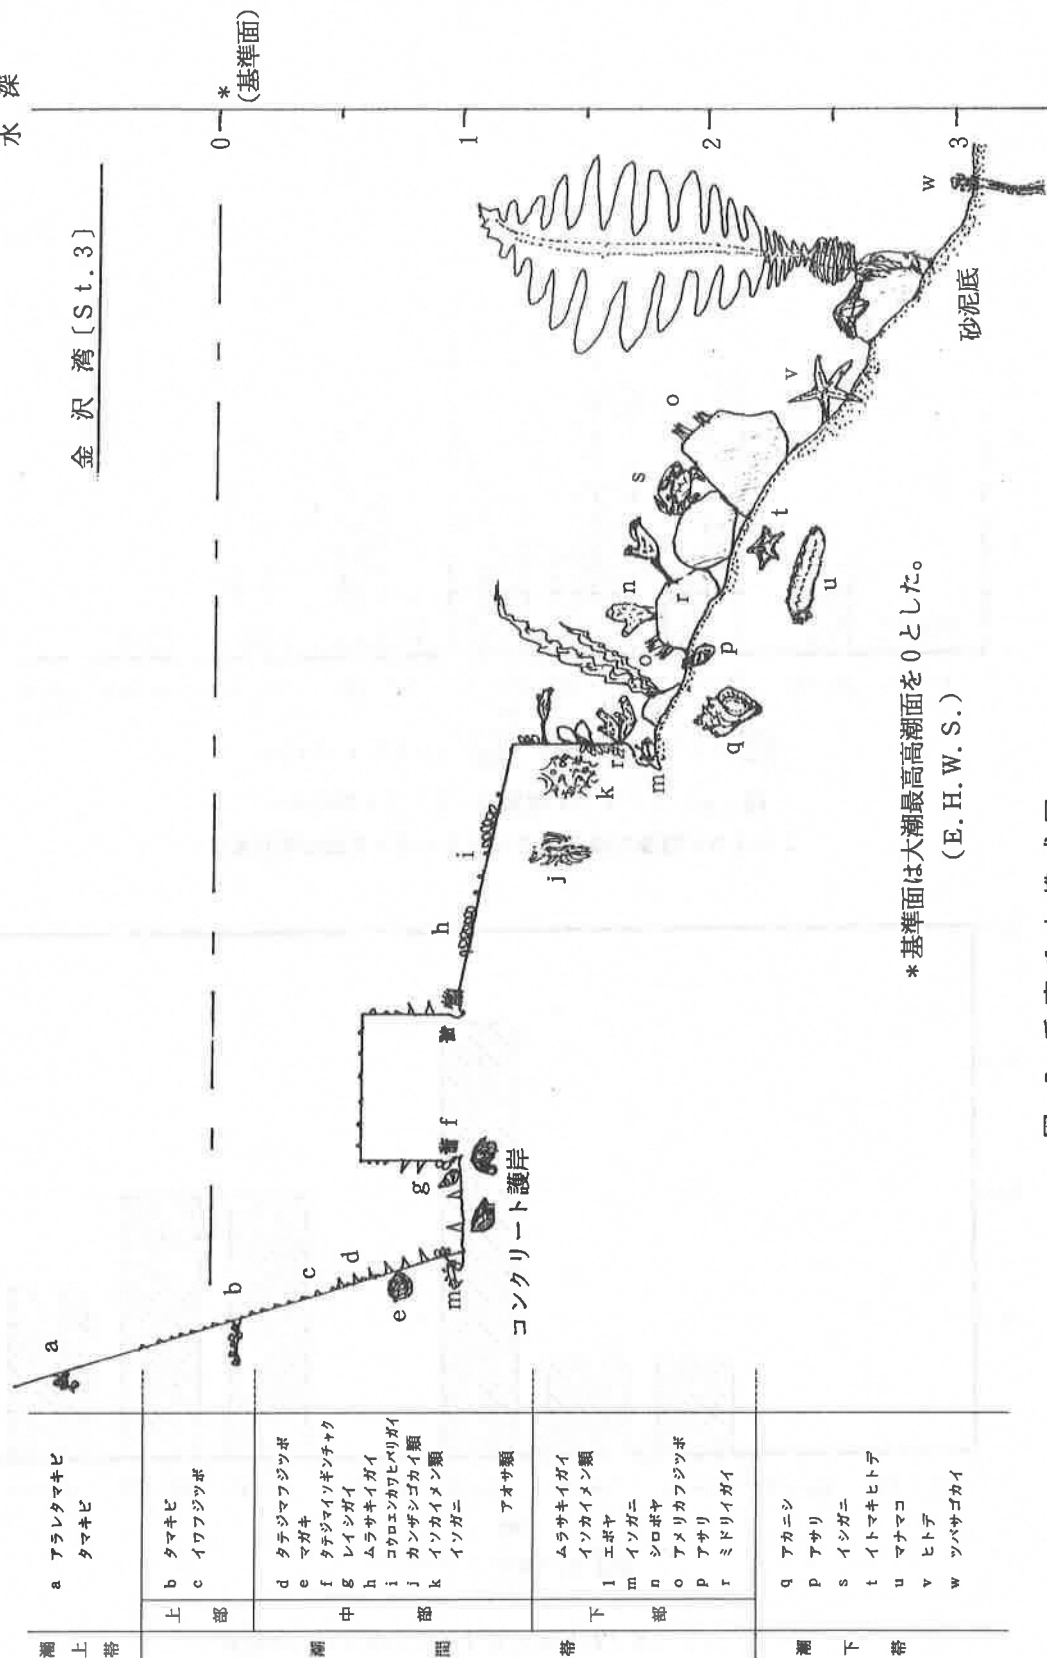 水深
*
(基準面)
0
1
2
3
金沢湾〔St.3〕
a
b
c
d
e
m
g
f
h
i
j
k
r
m
q
p
o
n
r
s
o
t
u
v
w
コンクリート護岸
砂泥底
*基準面は大潮最高高潮面を0とした。
(E.H.W.S.)
潮上帯
a アラレタマキビ
タマキビ
潮間帯
上部
b タマキビ
c イワフジツボ
中部
d タテジマフジツボ
e マガキ
f タテジマイソギンチャク
g レイシガイ
h ムラサキイガイ
i コウロエンカワヒバリガイ
j カンザシゴカイ類
k イソカイメン類
イソガニ
アオサ類
下部
ムラサキイガイ
イソカイメン類
l エボヤ
m イソガニ
n シロボヤ
o アメリカフジツボ
p アサリ
r ミドリイガイ
潮下帯
q アカニシ
p アサリ
s イシガニ
t イトマキヒトデ
u マナマコ
v ヒトデ
w ツバサゴカイ